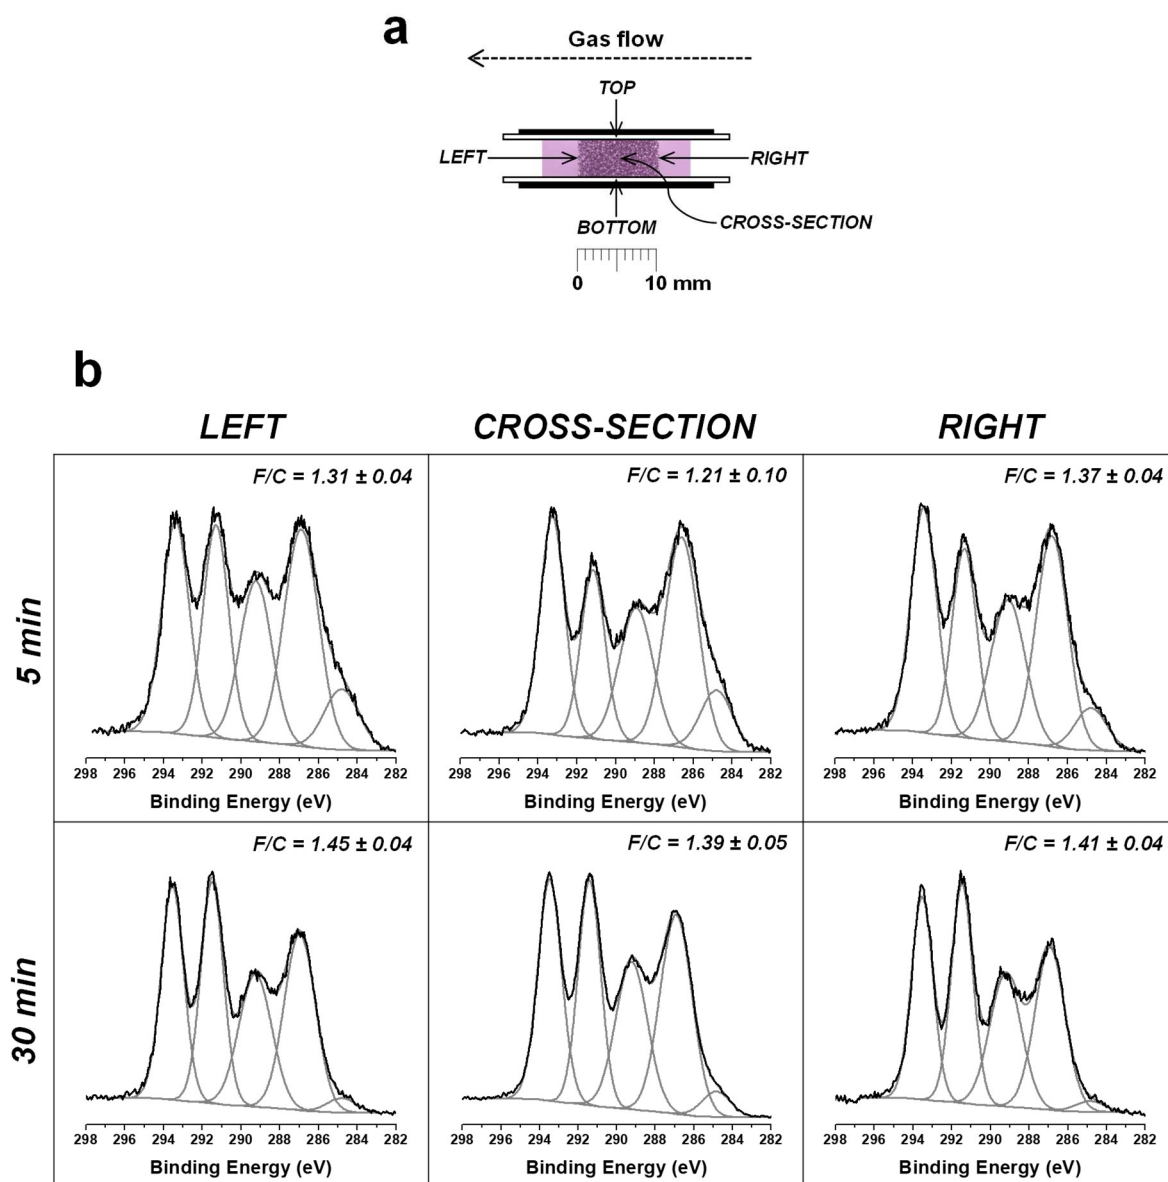 a
Gas flow
TOP
LEFT
RIGHT
CROSS-SECTION
BOTTOM
0 10 mm
b
LEFT CROSS-SECTION RIGHT
5 min
F/C = 1.31 ± 0.04
298 296 294 292 290 288 286 284 282
Binding Energy (eV)
F/C = 1.21 ± 0.10
298 296 294 292 290 288 286 284 282
Binding Energy (eV)
F/C = 1.37 ± 0.04
298 296 294 292 290 288 286 284 282
Binding Energy (eV)
30 min
F/C = 1.45 ± 0.04
298 296 294 292 290 288 286 284 282
Binding Energy (eV)
F/C = 1.39 ± 0.05
298 296 294 292 290 288 286 284 282
Binding Energy (eV)
F/C = 1.41 ± 0.04
298 296 294 292 290 288 286 284 282
Binding Energy (eV)